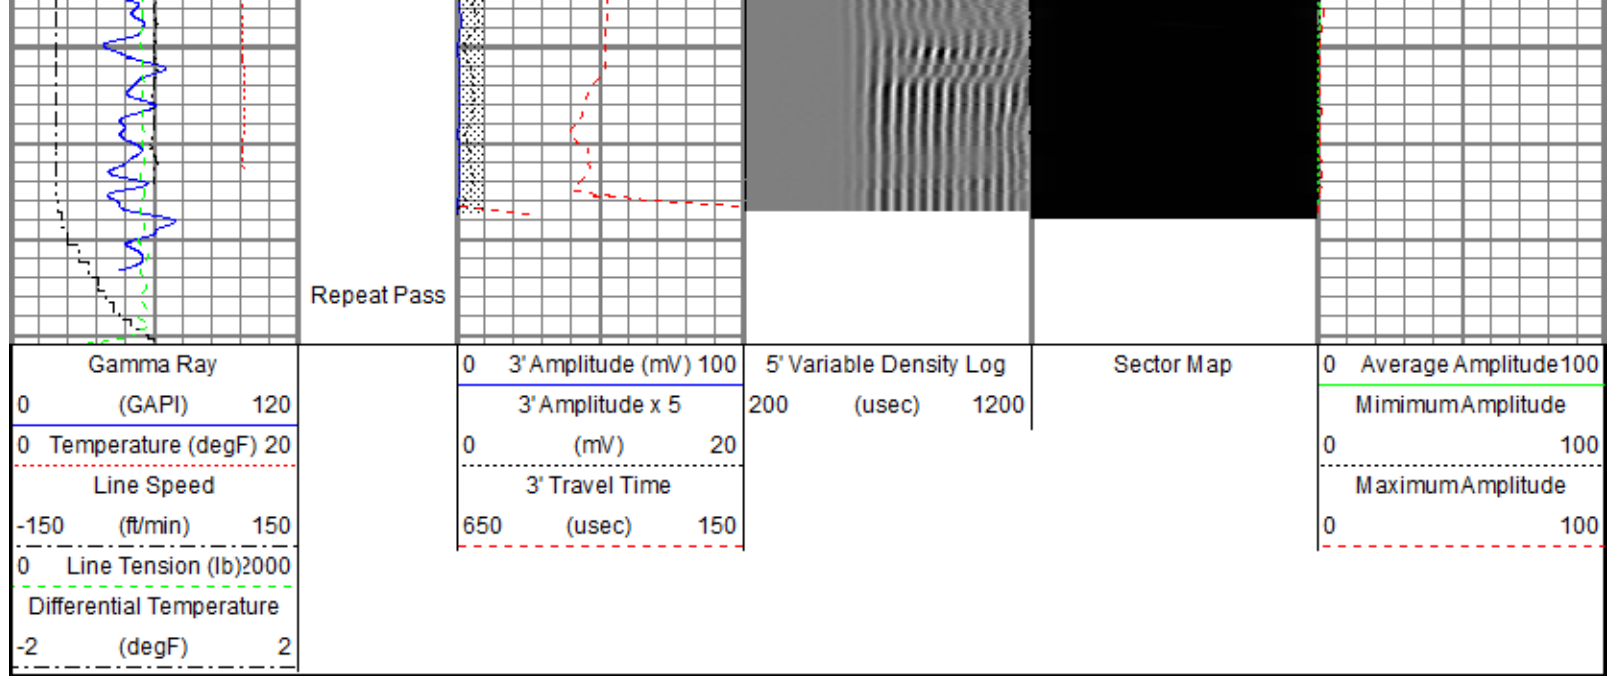 Repeat Pass
Gamma Ray
0 (GAPI) 120
0 Temperature (degF) 20
Line Speed
-150 (ft/min) 150
0 Line Tension (lb)2000
Differential Temperature
-2 (degF) 2
0 3' Amplitude (mV) 100
3' Amplitude x 5
0 (mV) 20
3' Travel Time
650 (usec) 150
5' Variable Density Log
200 (usec) 1200
Sector Map
0 Average Amplitude 100
Mimimum Amplitude
0 100
Maximum Amplitude
0 100